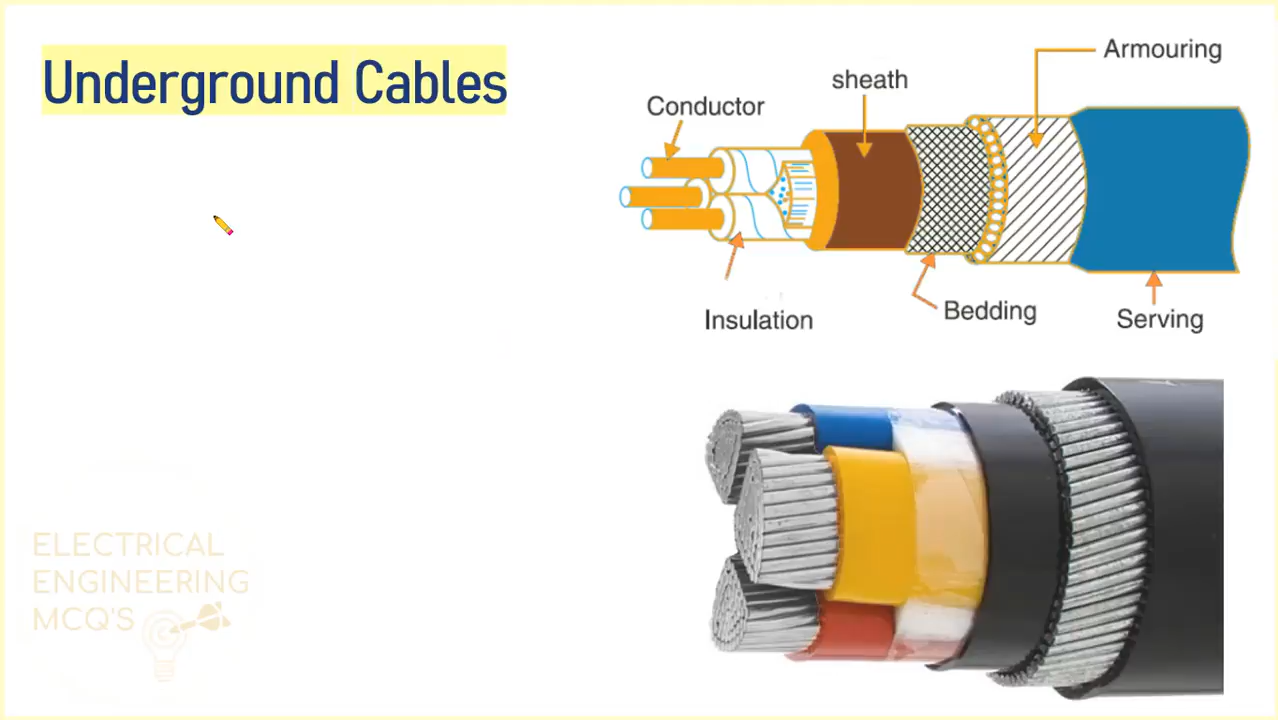 Underground Cables
Armouring
sheath
Conductor
Insulation
Bedding
Serving
ELECTRICAL
ENGINEERING
MCQ'S